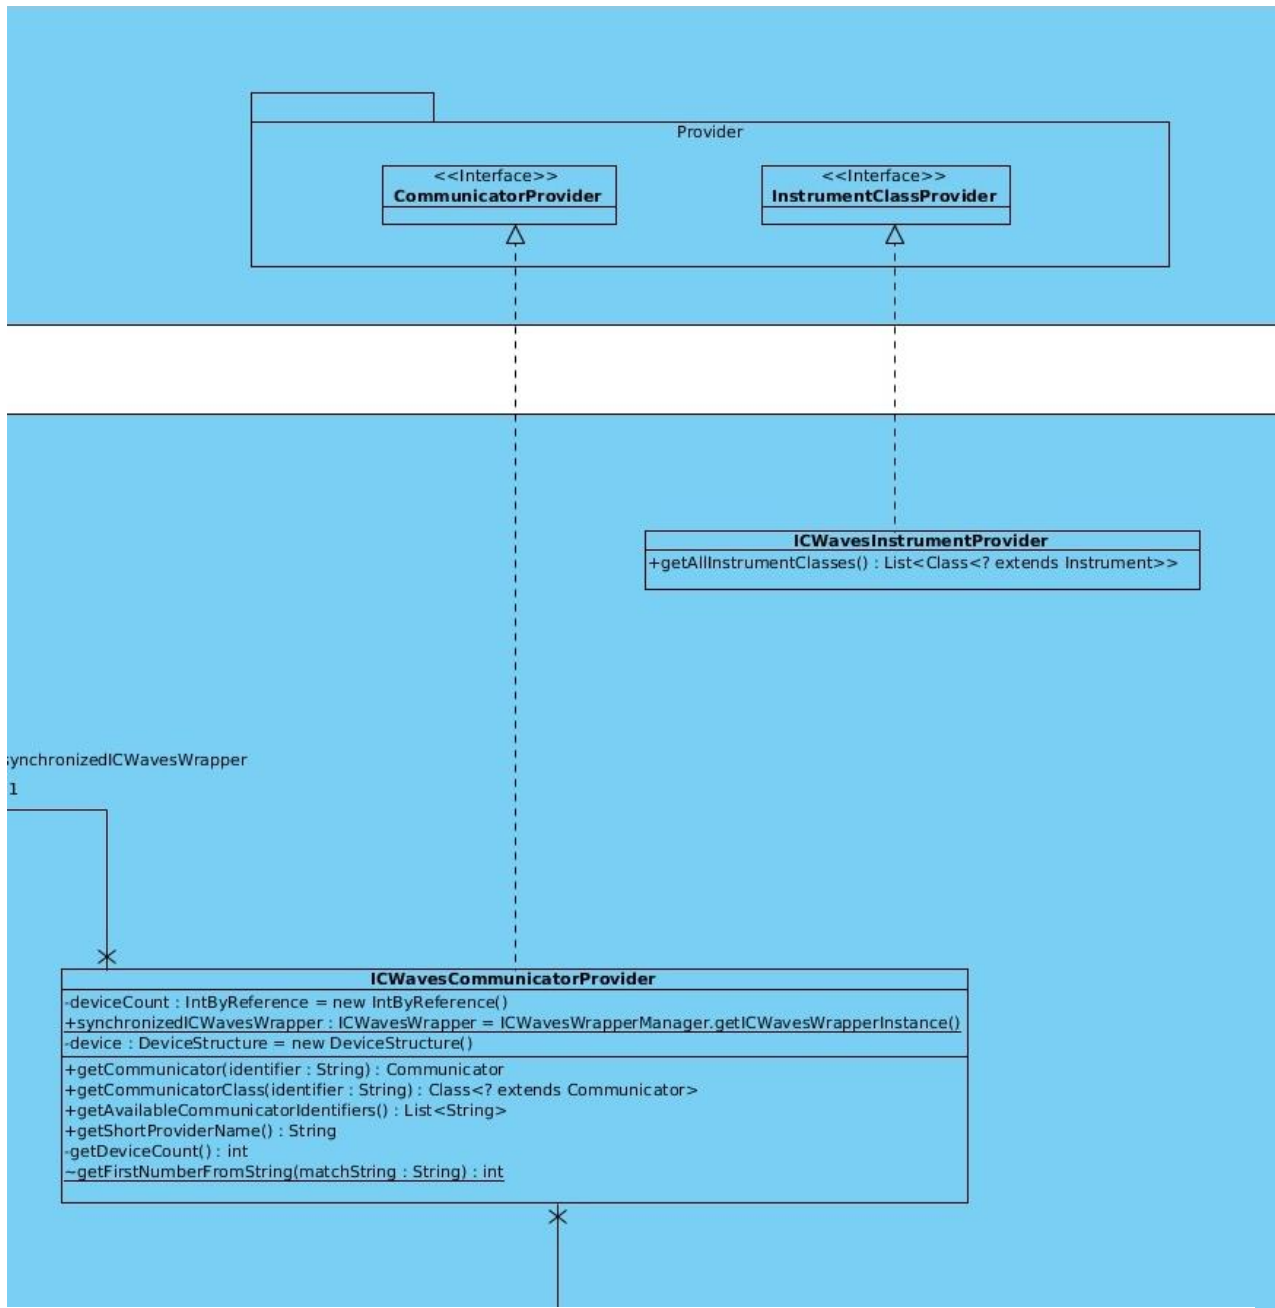 Provider
<<Interface>>
CommunicatorProvider
<<Interface>>
InstrumentClassProvider
ICWavesInstrumentProvider
+getAllInstrumentClasses() : List<Class<? extends Instrument>>
ynchronizedICWavesWrapper
1
ICWavesCommunicatorProvider
-deviceCount : IntByReference = new IntByReference()
+synchronizedICWavesWrapper : ICWavesWrapper = ICWavesWrapperManager.getICWavesWrapperInstance()
-device : DeviceStructure = new DeviceStructure()
+getCommunicator(identifier : String) : Communicator
+getCommunicatorClass(identifier : String) : Class<? extends Communicator>
+getAvailableCommunicatorIdentifiers() : List<String>
+getShortProviderName() : String
-getDeviceCount() : int
~getFirstNumberFromString(matchString : String) : int